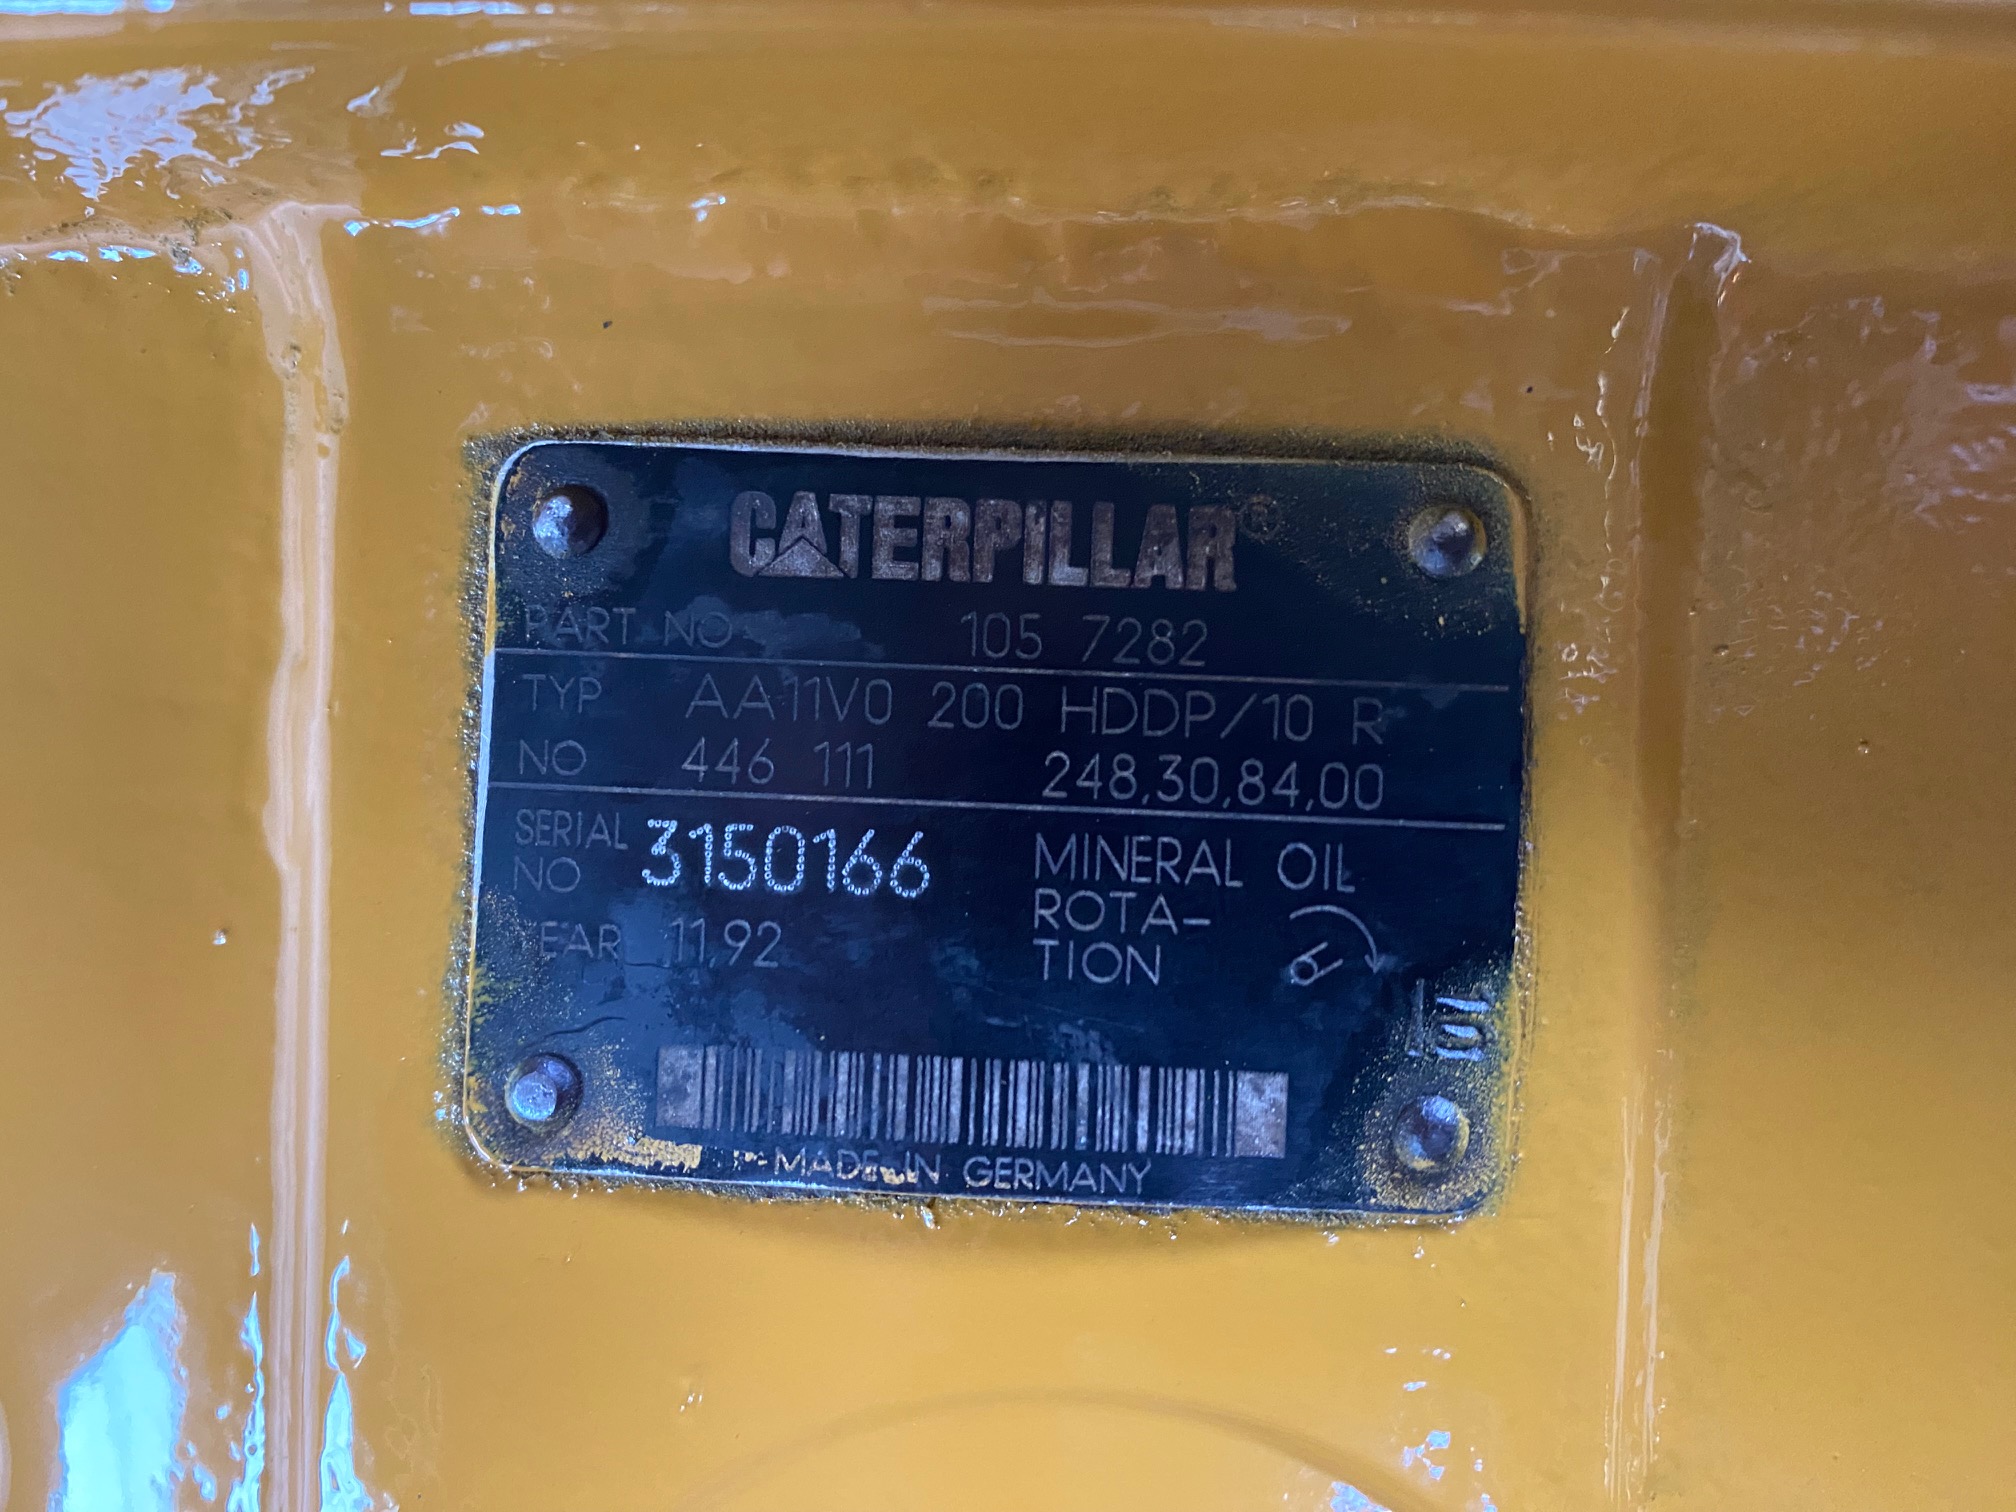 CATERPILLAR®
PART NO 105 7282
TYP AA11VO 200 HDDP/10 R
NO 446 111 248,30,84,00
SERIAL NO 3150166
MINERAL OIL
ROTA-
TION
YEAR 11,92
MADE IN GERMANY